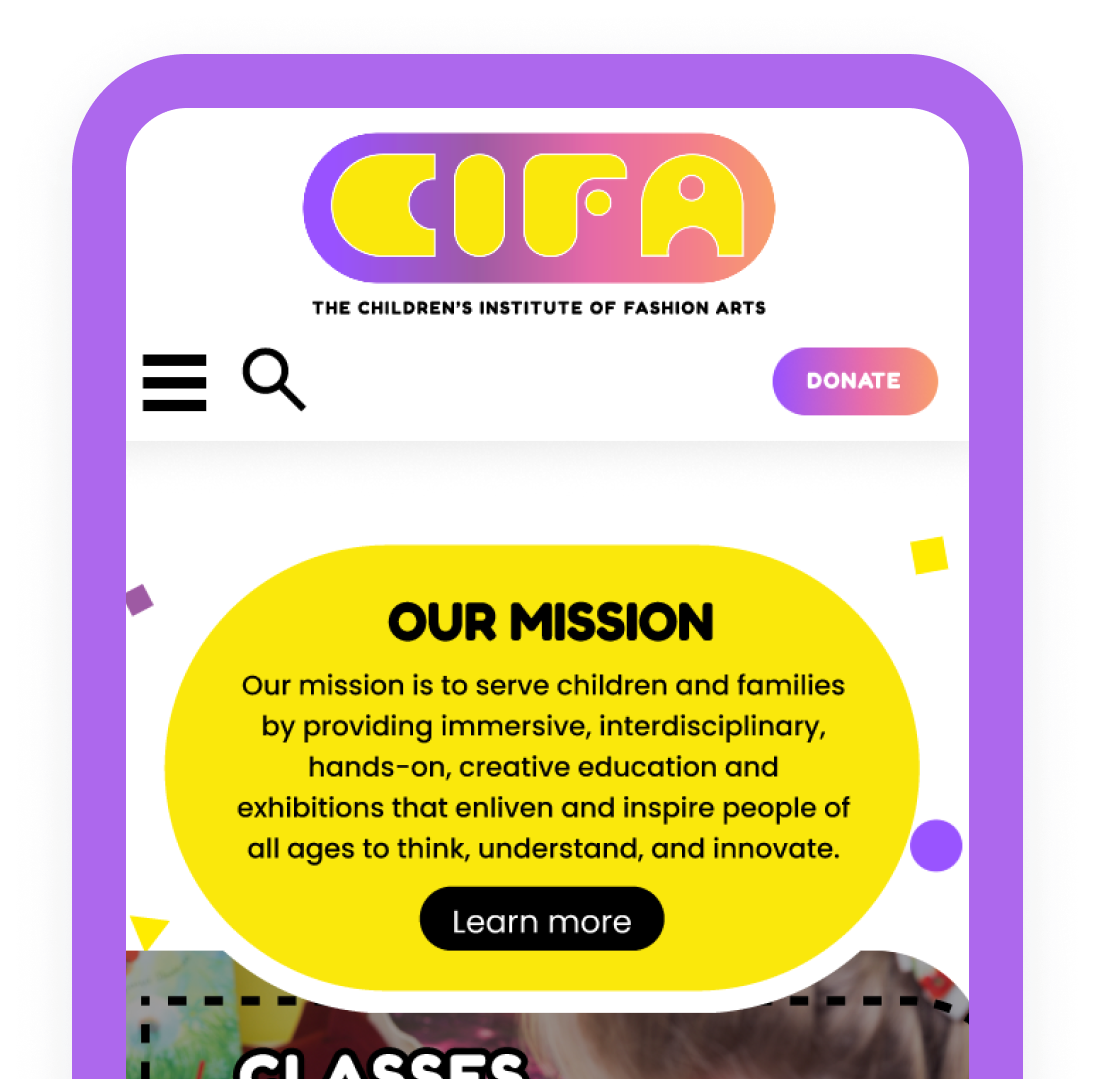 CIFA
THE CHILDREN’S INSTITUTE OF FASHION ARTS
DONATE
OUR MISSION
Our mission is to serve children and families
by providing immersive, interdisciplinary,
hands-on, creative education and
exhibitions that enliven and inspire people of
all ages to think, understand, and innovate.
Learn more
CLASSES